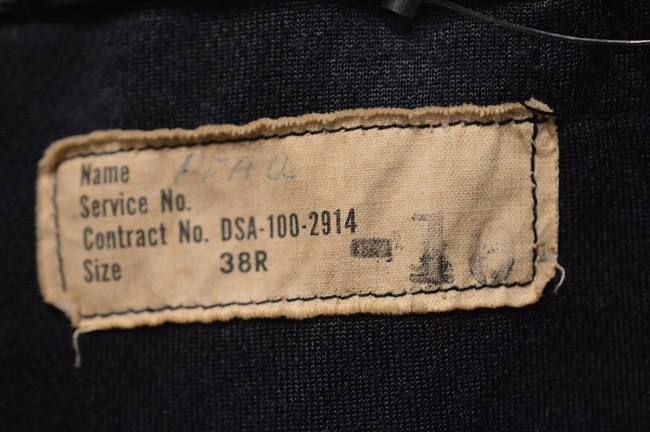 Name
Service No.
Contract No. DSA-100-2914
Size 38R